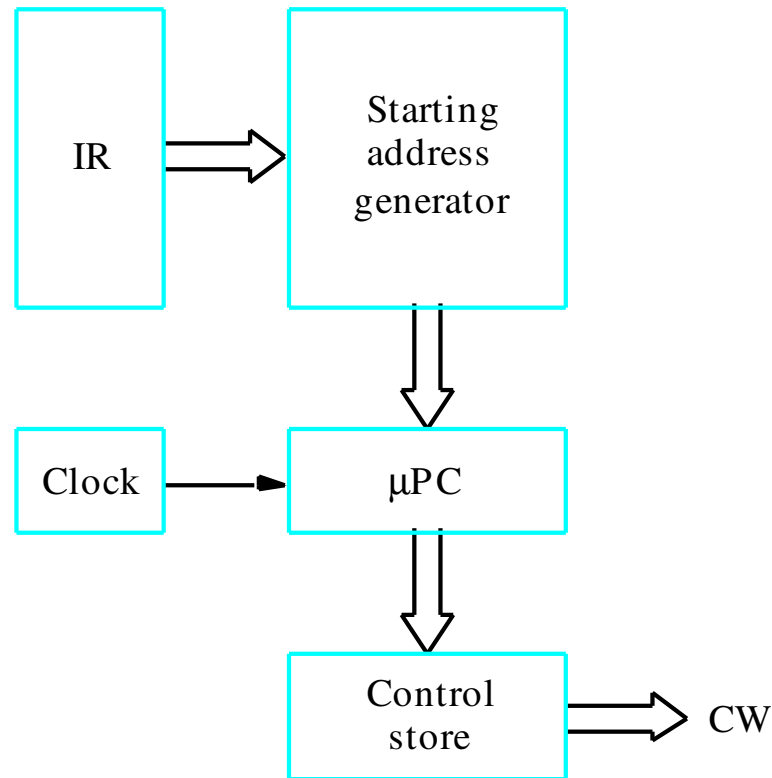 IR
Starting
address
generator
Clock
μPC
Control
store
CW